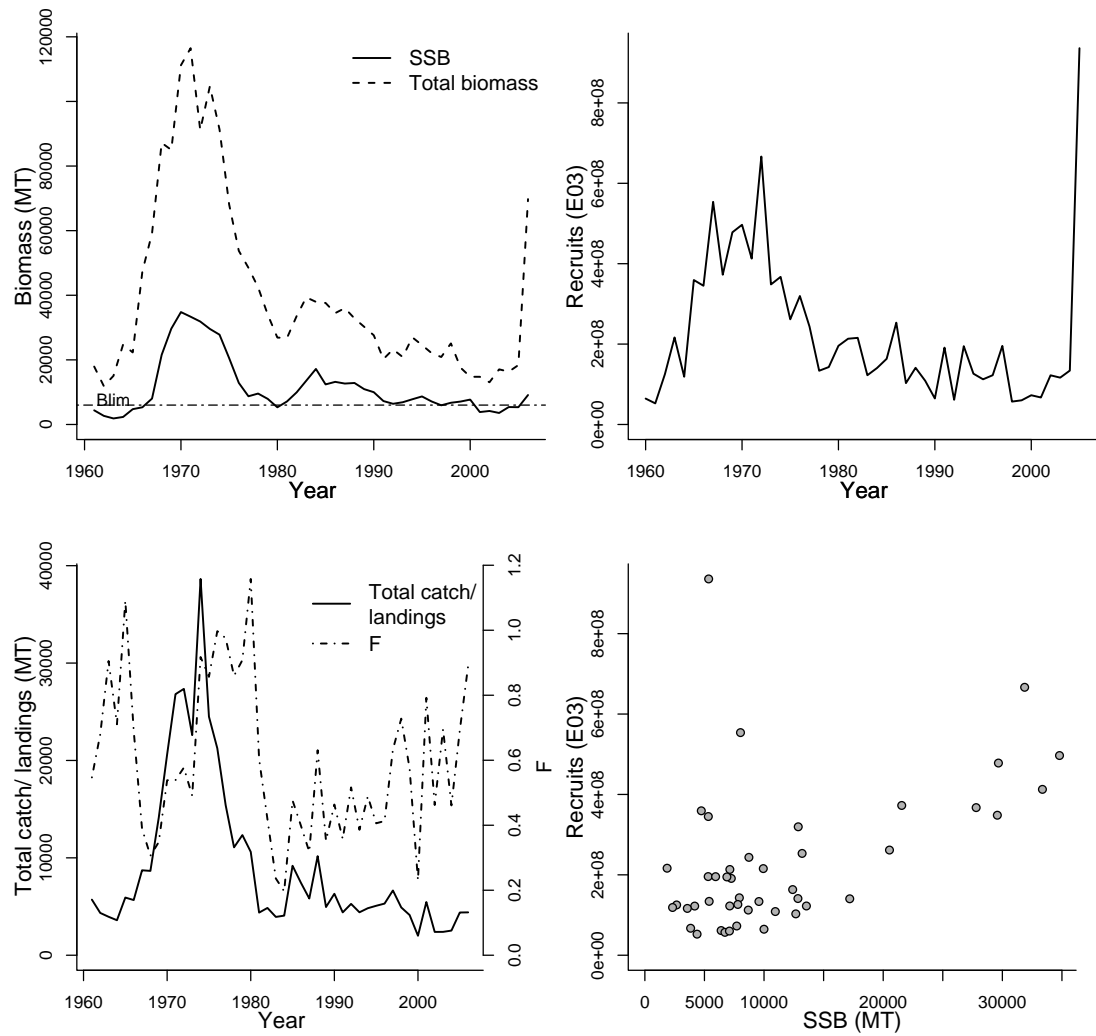 SSB
Total biomass
Biomass (MT)
0
20000
40000
60000
80000
120000
Blim
1960
1970
1980
1990
2000
Year
Recruits (E03)
0e+00
2e+08
4e+08
6e+08
8e+08
1960
1970
1980
1990
2000
Year
Total catch/
landings
F
Total catch/ landings (MT)
0
10000
20000
30000
40000
F
0.0
0.2
0.4
0.6
0.8
1.0
1.2
1960
1970
1980
1990
2000
Year
Recruits (E03)
0e+00
2e+08
4e+08
6e+08
8e+08
0
5000
10000
20000
30000
SSB (MT)